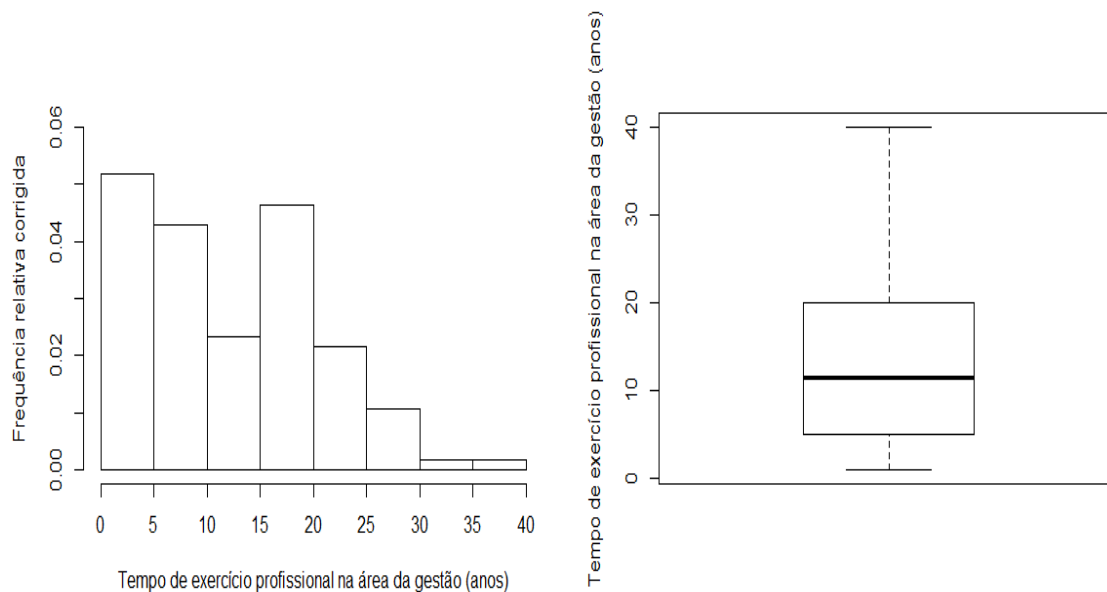 Frequência relativa corrigida
0.06
0.04
0.02
0.00
0 5 10 15 20 25 30 35 40
Tempo de exercício profissional na área da gestão (anos)
Tempo de exercício profissional na área da gestão (anos)
40
30
20
10
0